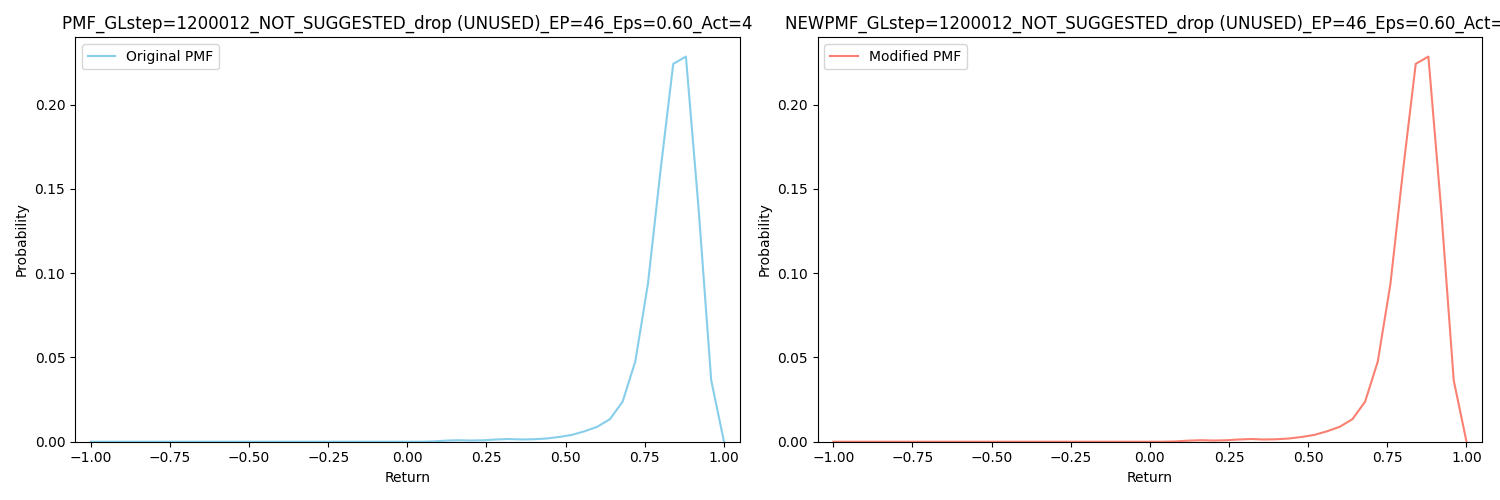 PMF_GLstep=1200012_NOT_SUGGESTED_drop (UNUSED)_EP=46_Eps=0.60_Act=4
Original PMF
Probability
0.20
0.15
0.10
0.05
0.00
−1.00 −0.75 −0.50 −0.25 0.00 0.25 0.50 0.75 1.00
Return
NEWPMF_GLstep=1200012_NOT_SUGGESTED_drop (UNUSED)_EP=46_Eps=0.60_Act=
Modified PMF
Probability
0.20
0.15
0.10
0.05
0.00
−1.00 −0.75 −0.50 −0.25 0.00 0.25 0.50 0.75 1.00
Return